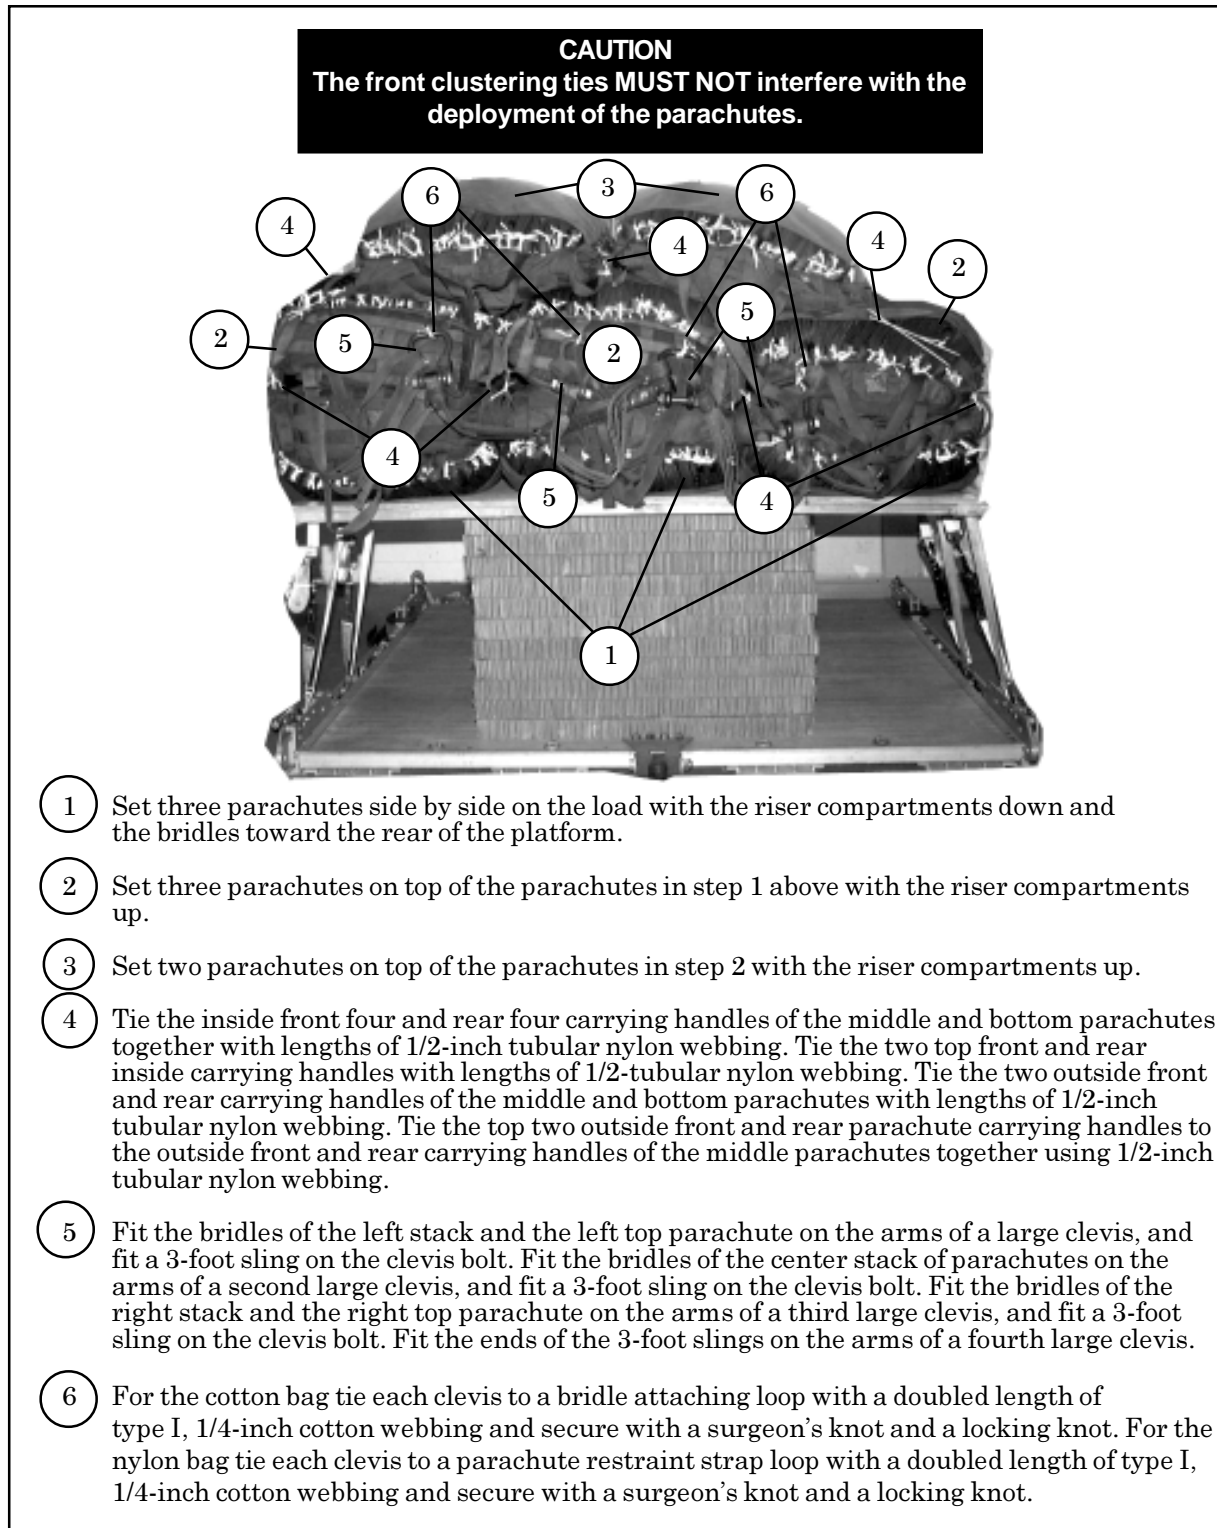 CAUTION
The front clustering ties MUST NOT interfere with the
deployment of the parachutes.
6
3
6
4
4
4
2
5
2
5
2
4
5
4
1
1 Set three parachutes side by side on the load with the riser compartments down and
the bridles toward the rear of the platform.
2 Set three parachutes on top of the parachutes in step 1 above with the riser compartments
up.
3 Set two parachutes on top of the parachutes in step 2 with the riser compartments up.
4 Tie the inside front four and rear four carrying handles of the middle and bottom parachutes
together with lengths of 1/2-inch tubular nylon webbing. Tie the two top front and rear
inside carrying handles with lengths of 1/2-tubular nylon webbing. Tie the two outside front
and rear carrying handles of the middle and bottom parachutes with lengths of 1/2-inch
tubular nylon webbing. Tie the top two outside front and rear parachute carrying handles to
the outside front and rear carrying handles of the middle parachutes together using 1/2-inch
tubular nylon webbing.
5 Fit the bridles of the left stack and the left top parachute on the arms of a large clevis, and
fit a 3-foot sling on the clevis bolt. Fit the bridles of the center stack of parachutes on the
arms of a second large clevis, and fit a 3-foot sling on the clevis bolt. Fit the bridles of the
right stack and the right top parachute on the arms of a third large clevis, and fit a 3-foot
sling on the clevis bolt. Fit the ends of the 3-foot slings on the arms of a fourth large clevis.
6 For the cotton bag tie each clevis to a bridle attaching loop with a doubled length of
type I, 1/4-inch cotton webbing and secure with a surgeon's knot and a locking knot. For the
nylon bag tie each clevis to a parachute restraint strap loop with a doubled length of type I,
1/4-inch cotton webbing and secure with a surgeon's knot and a locking knot.